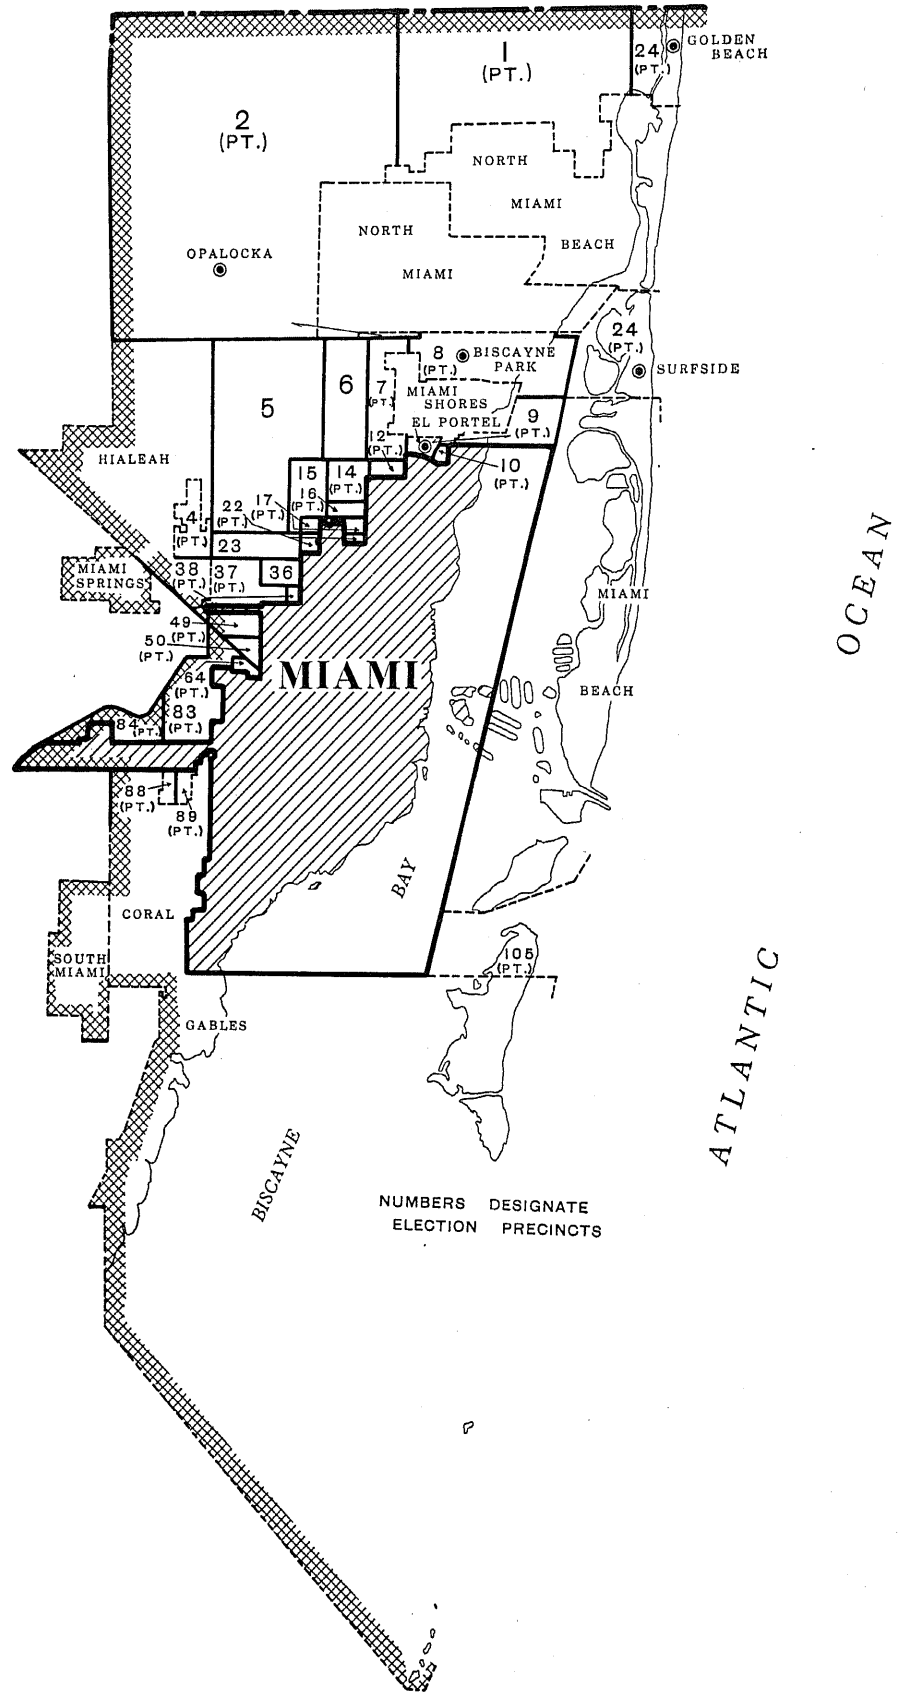 24
(PT.)
GOLDEN
BEACH
1
(PT.)
2
(PT.)
NORTH
MIAMI
BEACH
NORTH
MIAMI
OPALOCKA
24
(PT.)
SURFSIDE
8
(PT.)
BISCAYNE
PARK
7
(PT.)
MIAMI
SHORES
EL PORTEL
9
(PT.)
5
6
12
(PT.)
10
(PT.)
HIALEAH
15
14
(PT.)
16
(PT.)
17
(PT.)
22
(PT.)
4
(PT.)
23
MIAMI
SPRINGS
38
(PT.)
37
(PT.)
36
49
(PT.)
50
(PT.)
64
(PT.)
83
(PT.)
84
(PT.)
MIAMI
MIAMI
BEACH
OCEAN
88
(PT.)
89
(PT.)
BAY
CORAL
GABLES
SOUTH
MIAMI
105
(PT.)
ATLANTIC
BISCAYNE
NUMBERS DESIGNATE
ELECTION PRECINCTS